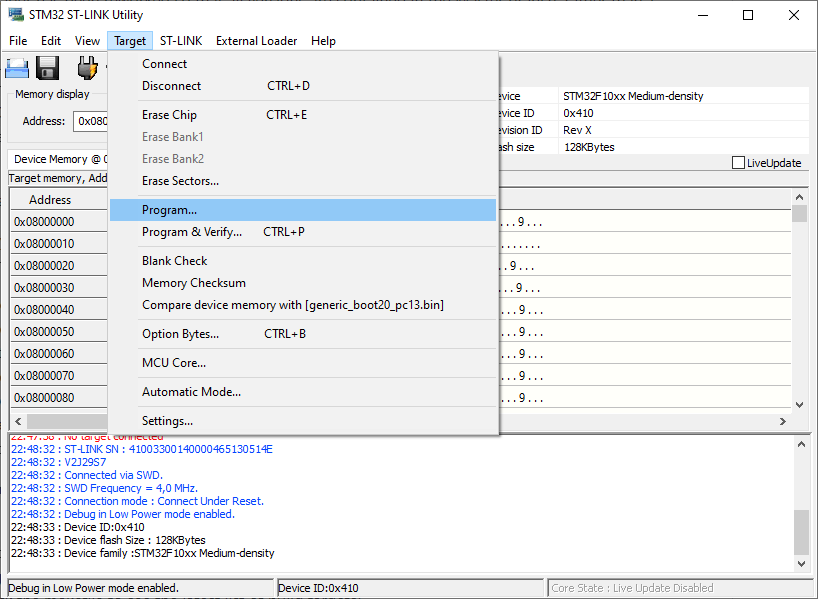 STM32 ST-LINK Utility
File Edit View Target ST-LINK External Loader Help
Memory display
Address: 0x080
Device Memory @ 0
Target memory, Add
Address
0x08000000
0x08000010
0x08000020
0x08000030
0x08000040
0x08000050
0x08000060
0x08000070
0x08000080
Connect
Disconnect CTRL+D
Erase Chip CTRL+E
Erase Bank1
Erase Bank2
Erase Sectors...
Program...
Program & Verify... CTRL+P
Blank Check
Memory Checksum
Compare device memory with [generic_boot20_pc13.bin]
Option Bytes... CTRL+B
MCU Core...
Automatic Mode...
Settings...
evice STM32F10xx Medium-density
evice ID 0x410
evision ID Rev X
ash size 128KBytes
LiveUpdate
...9...
.......
..9...
..9...
...9...
...9...
...9...
...9...
...9...
22:47:58 : No target connected
22:48:32 : ST-LINK SN : 41003300140000465130514E
22:48:32 : V2J29S7
22:48:32 : Connected via SWD.
22:48:32 : SWD Frequency = 4,0 MHz.
22:48:32 : Connection mode : Connect Under Reset.
22:48:32 : Debug in Low Power mode enabled.
22:48:33 : Device ID:0x410
22:48:33 : Device flash Size : 128KBytes
22:48:33 : Device family :STM32F10xx Medium-density
Debug in Low Power mode enabled. Device ID:0x410 Core State : Live Update Disabled